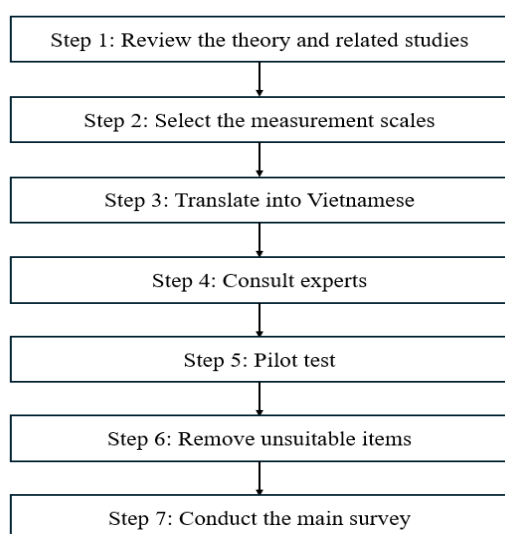 Step 1: Review the theory and related studies
Step 2: Select the measurement scales
Step 3: Translate into Vietnamese
Step 4: Consult experts
Step 5: Pilot test
Step 6: Remove unsuitable items
Step 7: Conduct the main survey